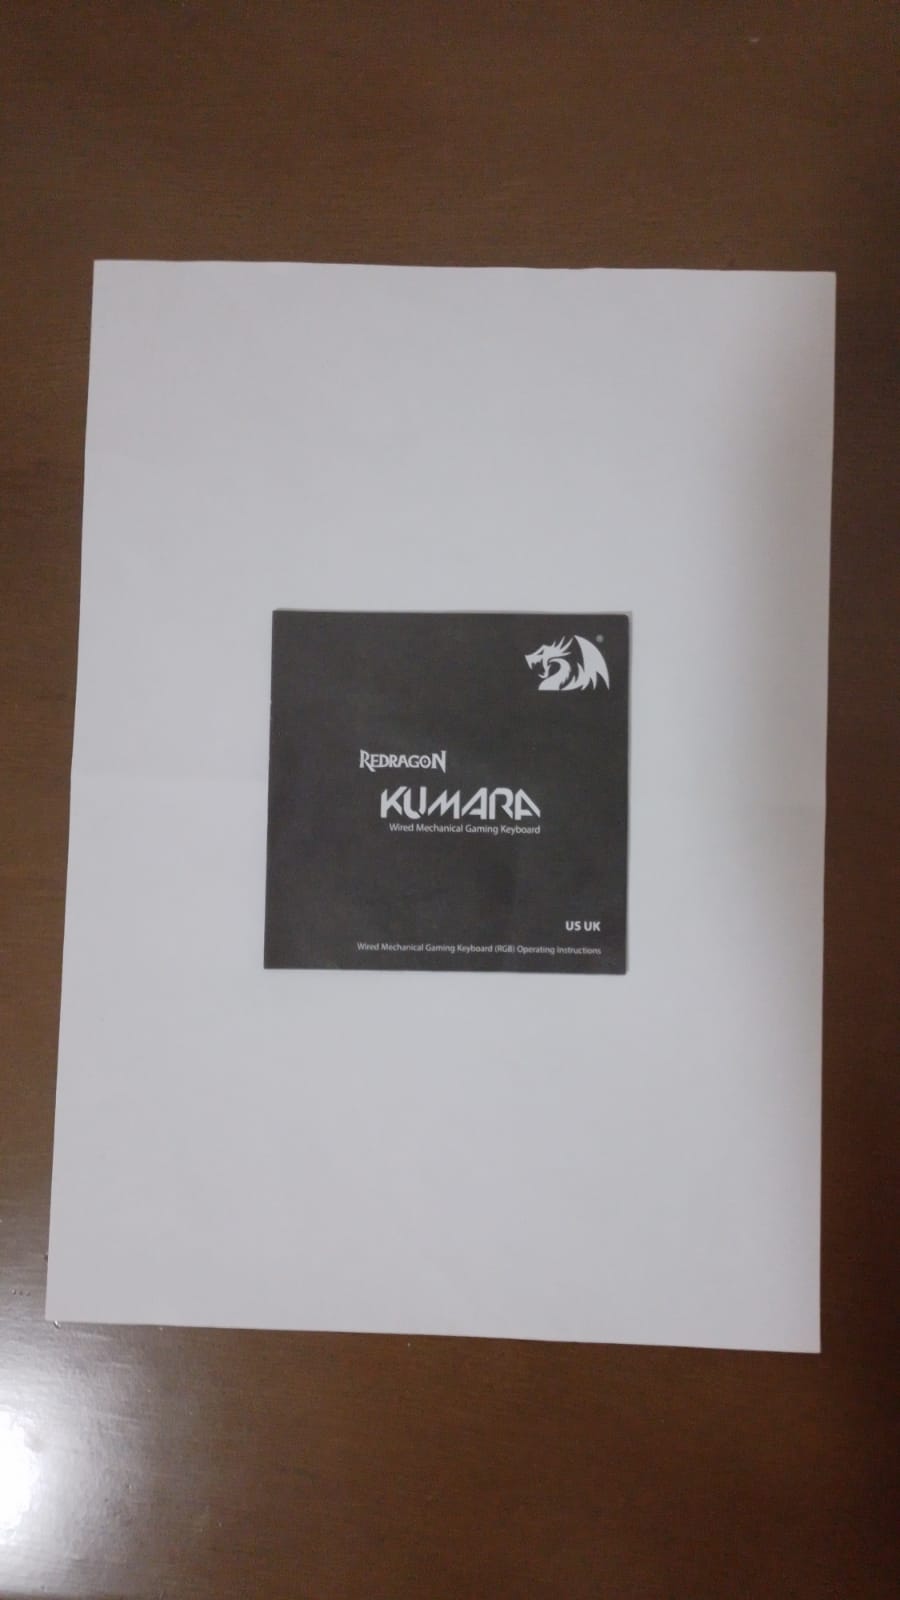 ®
REDRAGON
KUMARA
Wired Mechanical Gaming Keyboard
US UK
Wired Mechanical Gaming Keyboard (RGB) Operating Instructions